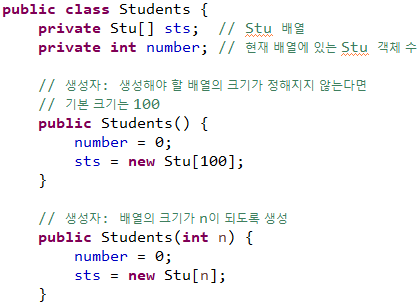 public class Students {
    private Stu[] sts;  // Stu 배열
    private int number; // 현재 배열에 있는 Stu 객체 수

    // 생성자: 생성해야 할 배열의 크기가 정해지지 않는다면
    // 기본 크기는 100
    public Students() {
        number = 0;
        sts = new Stu[100];
    }

    // 생성자: 배열의 크기가 n이 되도록 생성
    public Students(int n) {
        number = 0;
        sts = new Stu[n];
    }